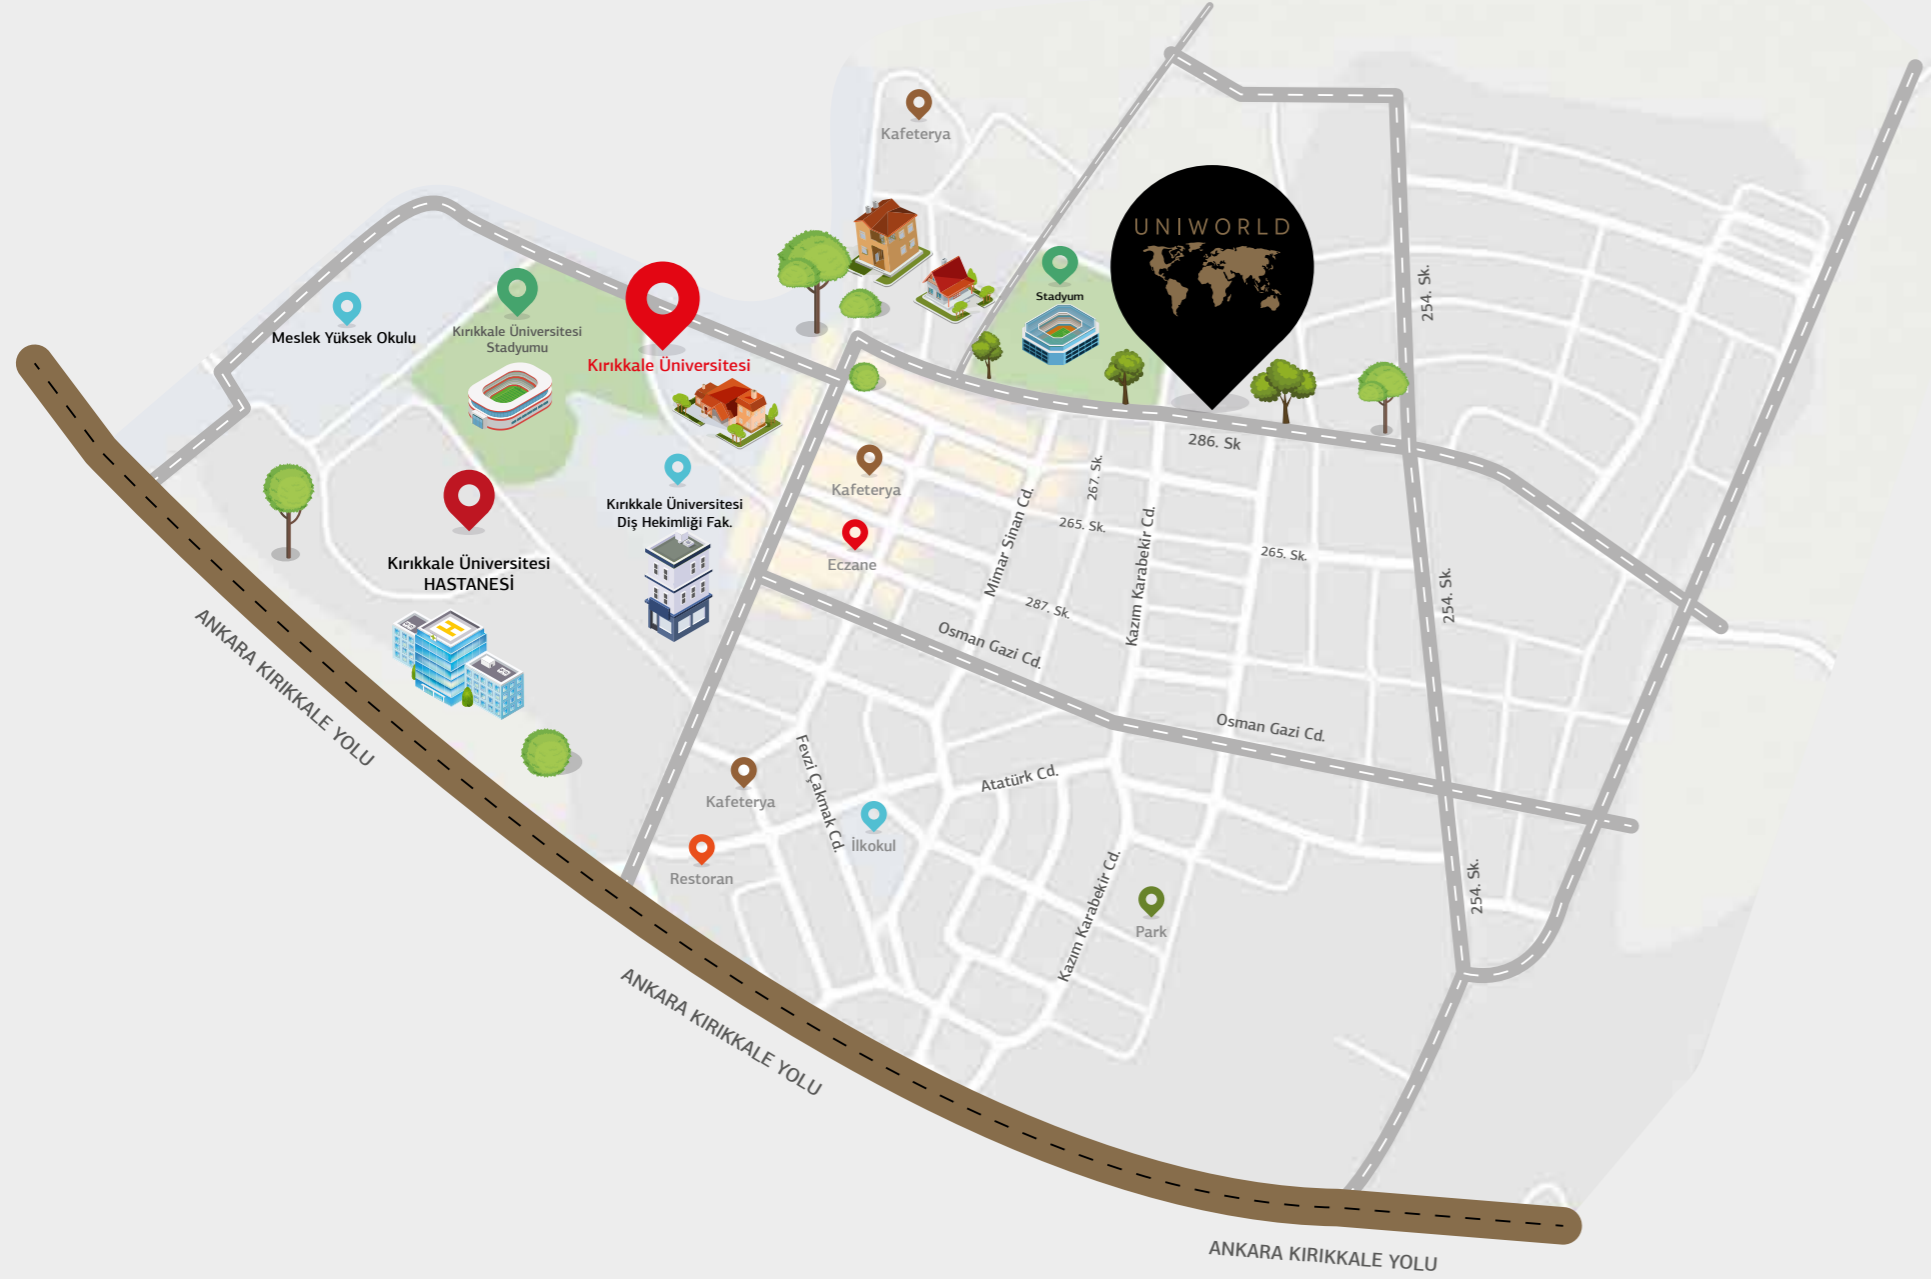 Kafeterya
UNIWORLD
254. Sk.
Stadyum
Meslek Yüksek Okulu
Kırıkkale Üniversitesi
Stadyumu
Kırıkkale Üniversitesi
286. Sk
Kafeterya
267. Sk.
Kırıkkale Üniversitesi
Diş Hekimliği Fak.
265. Sk.
Mimar Sinan Cd.
Kazım Karabekir Cd.
265. Sk.
Eczane
Kırıkkale Üniversitesi
HASTANESİ
254. Sk.
287. Sk.
Osman Gazi Cd.
ANKARA KIRIKKALE YOLU
Osman Gazi Cd.
Fevzi Çakmak Cd.
Atatürk Cd.
Kafeterya
İlkokul
Restoran
254. Sk.
Kazım Karabekir Cd.
Park
ANKARA KIRIKKALE YOLU
ANKARA KIRIKKALE YOLU